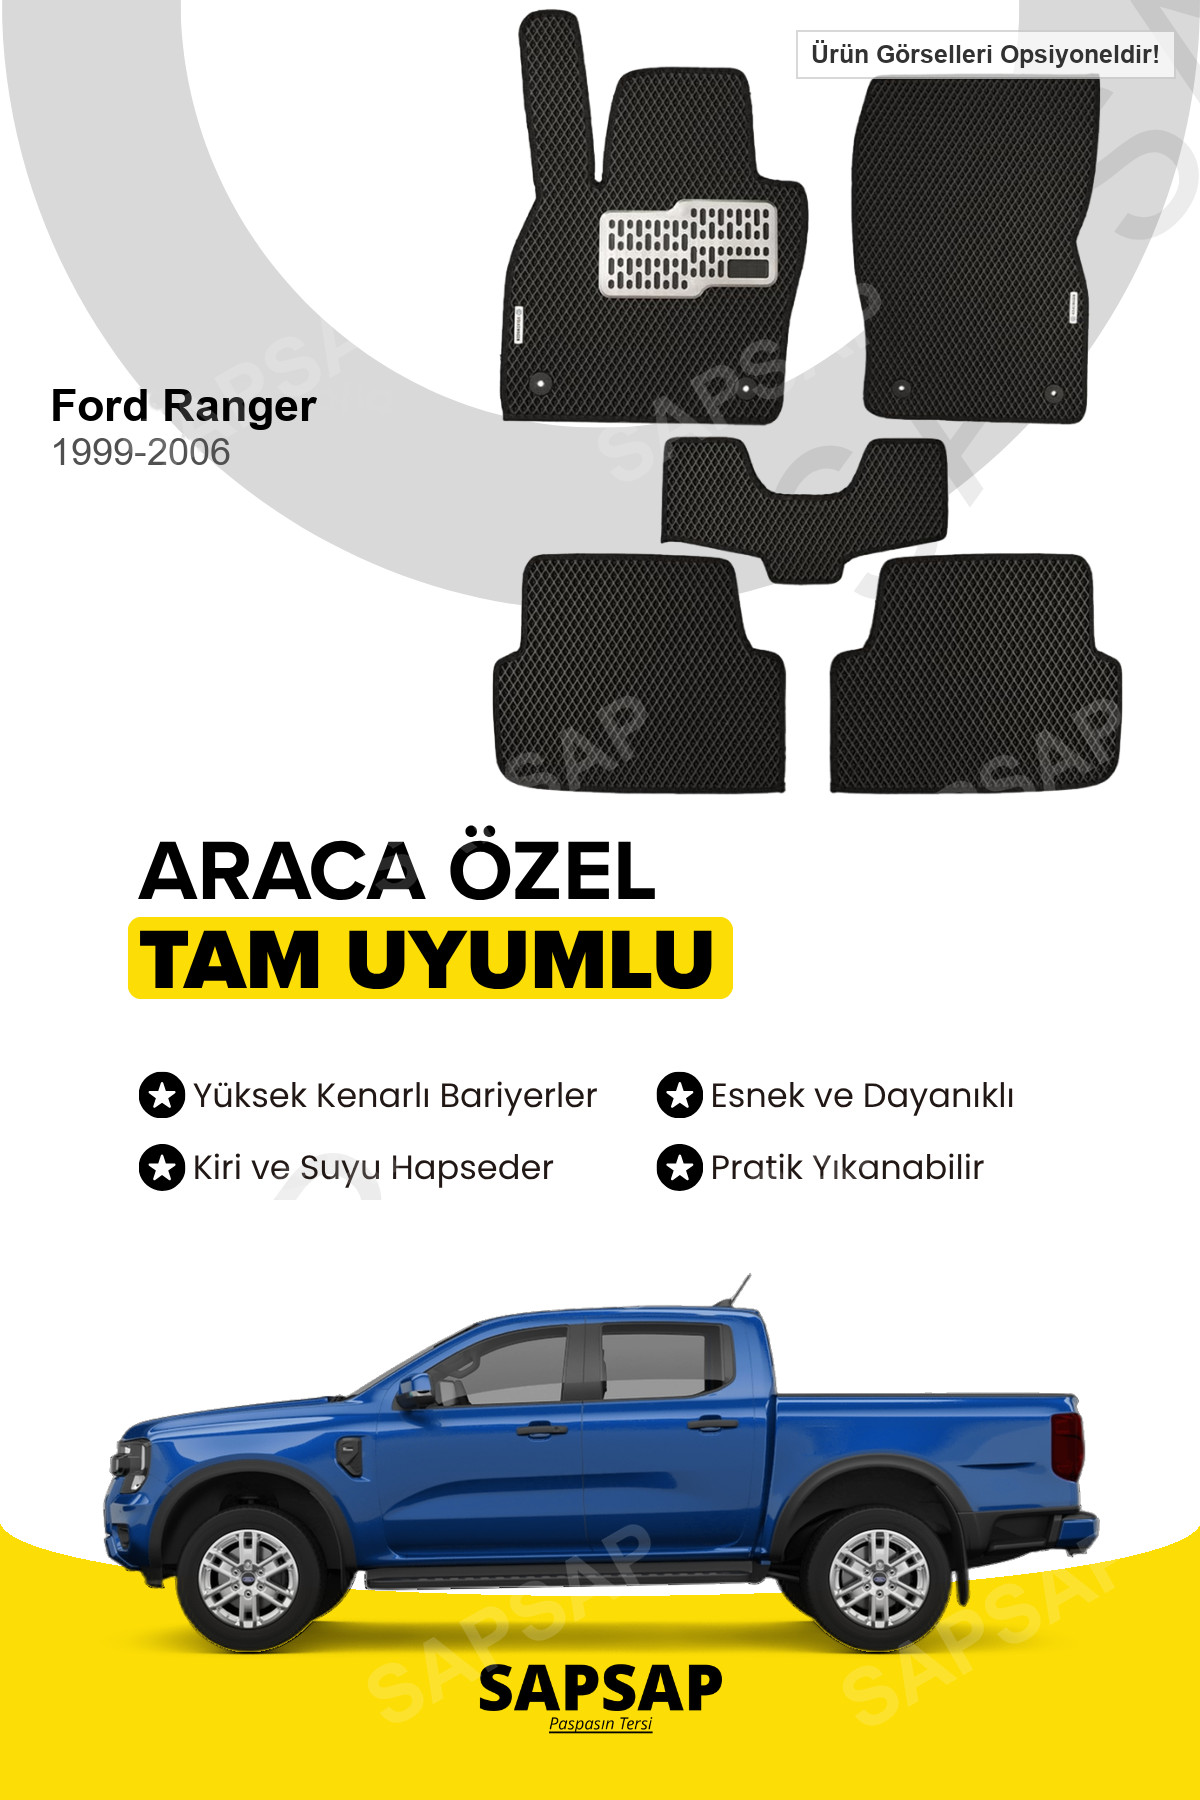 Ürün Görselleri Opsiyoneldir!
Ford Ranger
1999-2006
ARACA ÖZEL
TAM UYUMLU
Yüksek Kenarlı Bariyerler
Esnek ve Dayanıklı
Kiri ve Suyu Hapseder
Pratik Yıkanabilir
SAPSAP
Paspasın Tersi